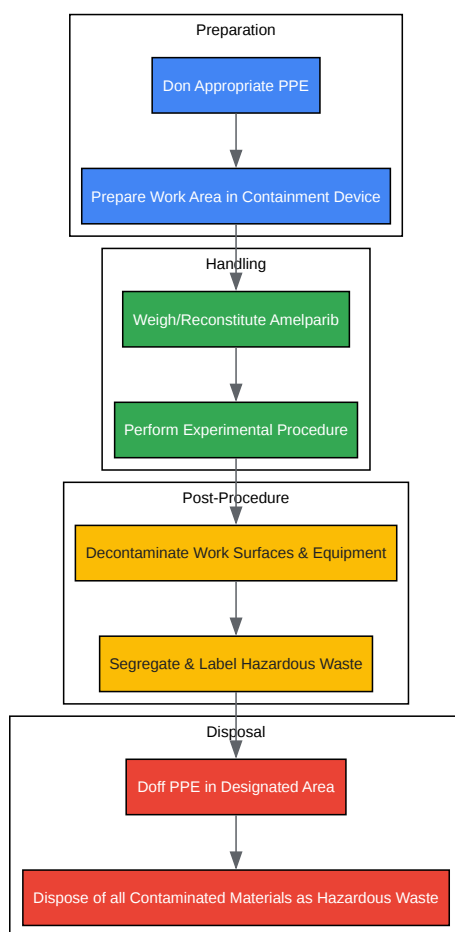 Preparation
Don Appropriate PPE
Prepare Work Area in Containment Device
Handling
Weigh/Reconstitute Amelparib
Perform Experimental Procedure
Post-Procedure
Decontaminate Work Surfaces & Equipment
Segregate & Label Hazardous Waste
Disposal
Doff PPE in Designated Area
Dispose of all Contaminated Materials as Hazardous Waste